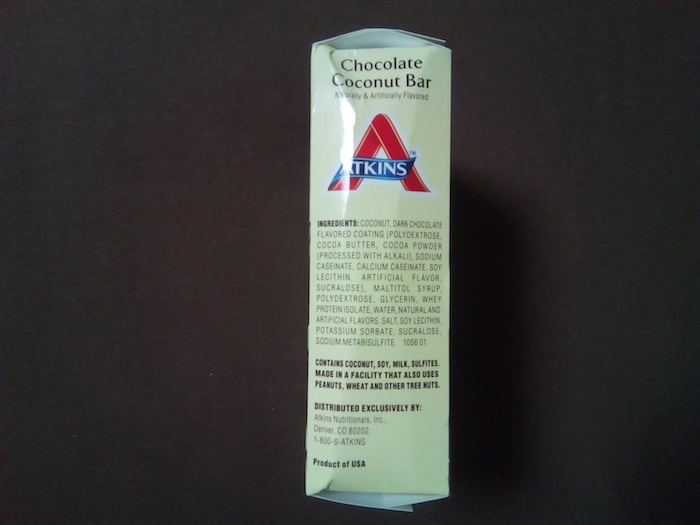 Chocolate
Coconut Bar
Naturally & Artificially Flavored
ATKINS™
INGREDIENTS: COCONUT, DARK CHOCOLATE
FLAVORED COATING [POLYDEXTROSE,
COCOA BUTTER, COCOA POWDER
(PROCESSED WITH ALKALI), SODIUM
CASEINATE, CALCIUM CASEINATE, SOY
LECITHIN, ARTIFICIAL FLAVOR,
SUCRALOSE], MALTITOL SYRUP,
POLYDEXTROSE, GLYCERIN, WHEY
PROTEIN ISOLATE, WATER, NATURAL AND
ARTIFICIAL FLAVORS, SALT, SOY LECITHIN,
POTASSIUM SORBATE, SUCRALOSE,
SODIUM METABISULFITE. 1056 01
CONTAINS COCONUT, SOY, MILK, SULFITES.
MADE IN A FACILITY THAT ALSO USES
PEANUTS, WHEAT AND OTHER TREE NUTS.
DISTRIBUTED EXCLUSIVELY BY:
Atkins Nutritionals, Inc.,
Denver, CO 80202,
1-800-6-ATKINS
Product of USA